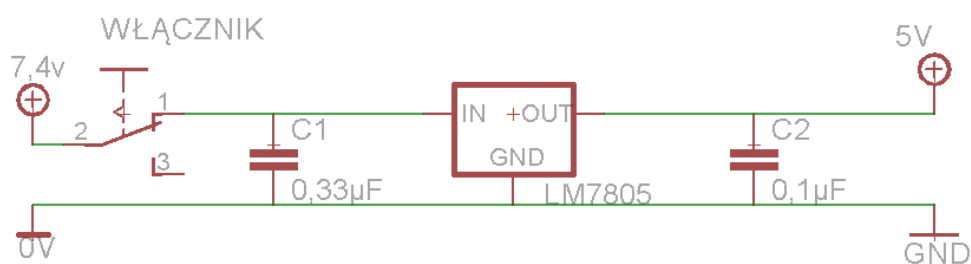 WŁĄCZNIK
5V
7,4v
1
2
3
C1
0,33µF
IN +OUT
GND
LM7805
C2
0,1µF
0V
GND